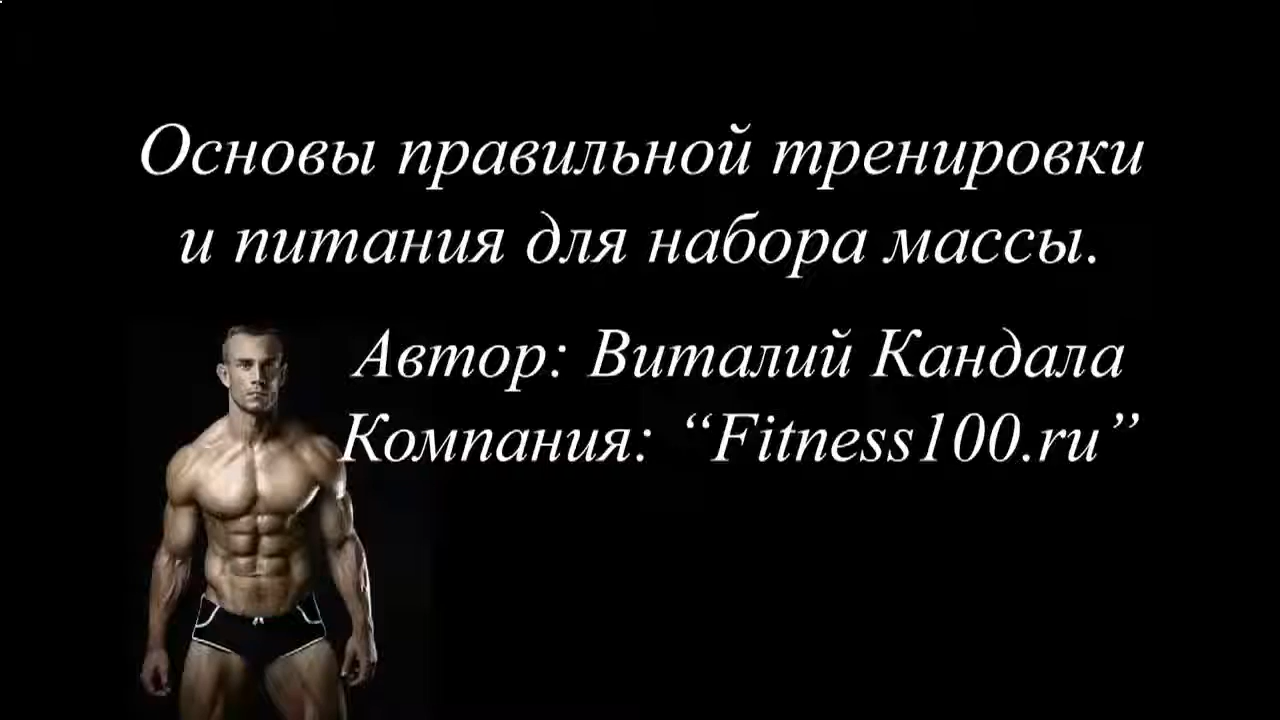 Основы правильной тренировки
и питания для набора массы.
Автор: Виталий Кандала
Компания: “Fitness100.ru”